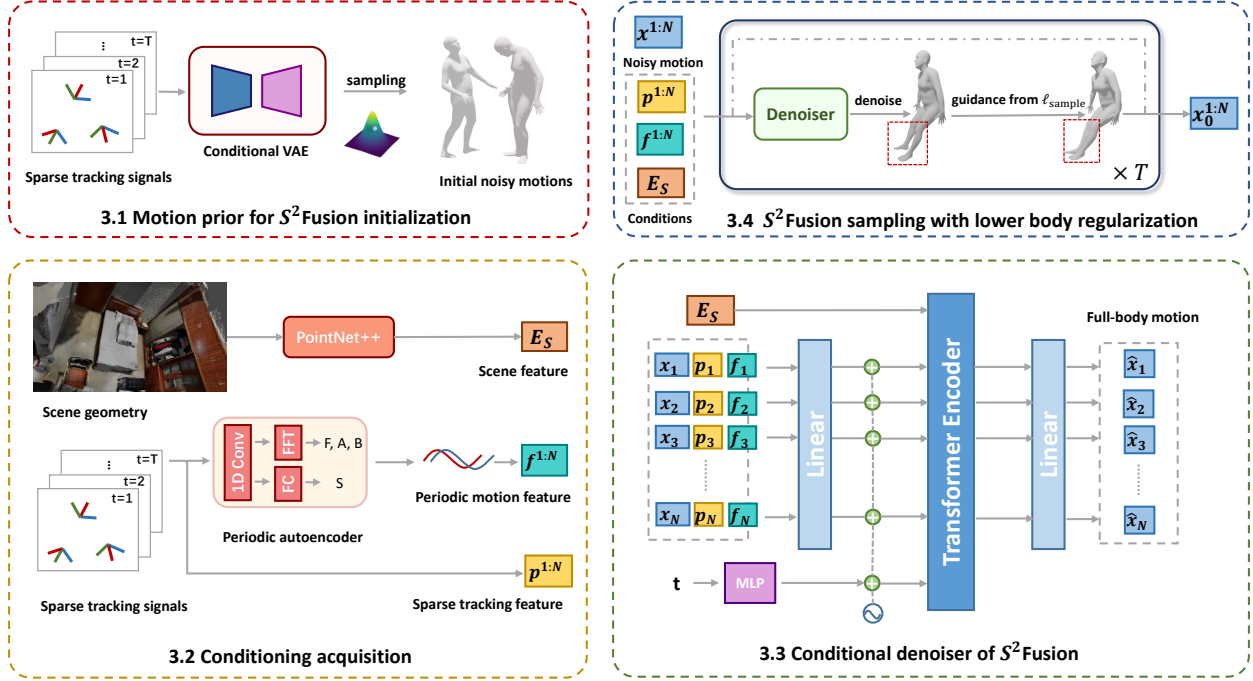 t=T
⋮
t=2
t=1
Sparse tracking signals
Conditional VAE
sampling
Initial noisy motions
3.1 Motion prior for S²Fusion initialization
x^{1:N}
Noisy motion
p^{1:N}
f^{1:N}
E_S
Conditions
Denoiser
denoise
guidance from ℓ_sample
× T
x_0^{1:N}
3.4 S²Fusion sampling with lower body regularization
Scene geometry
PointNet++
E_S
Scene feature
t=T
⋮
t=2
t=1
Sparse tracking signals
1D Conv
FFT
F, A, B
FC
S
Periodic autoencoder
f^{1:N}
Periodic motion feature
p^{1:N}
Sparse tracking feature
3.2 Conditioning acquisition
E_S
x_1 p_1 f_1
x_2 p_2 f_2
x_3 p_3 f_3
x_N p_N f_N
t
MLP
Linear
Transformer Encoder
Linear
Full-body motion
x̂_1
x̂_2
x̂_3
x̂_N
3.3 Conditional denoiser of S²Fusion